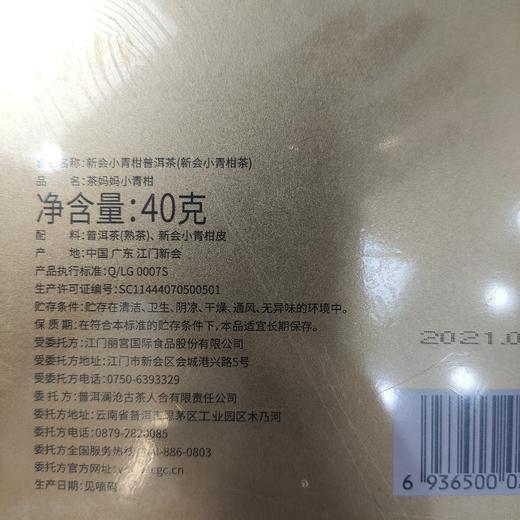 名称:新会小青柑普洱茶(新会小青柑茶)
品 名:茶妈妈小青柑
净含量:40克
配 料:普洱茶(熟茶)、新会小青柑皮
产 地:中国 广东 江门新会
产品执行标准:Q/LG 0007S
生产许可证编号:SC11444070500501
贮存条件:贮存在清洁、卫生、阴凉、干燥、通风、无异味的环境中。
保 质 期:在符合本标准的贮存条件下,本品适宜长期保存。
受委托方:江门丽宫国际食品股份有限公司
受委托方地址:江门市新会区会城港兴路5号
受委托方电话:0750-6393329
委 托 方:普洱澜沧古茶人合有限责任公司
委托方地址:云南省普洱市思茅区工业园区木乃河
委托方电话:0879-2820085
委托方全国服务热线: -886-0803
委托方官方网址: cgc.cn
生产日期:见喷码
2021.0
6 936500 0